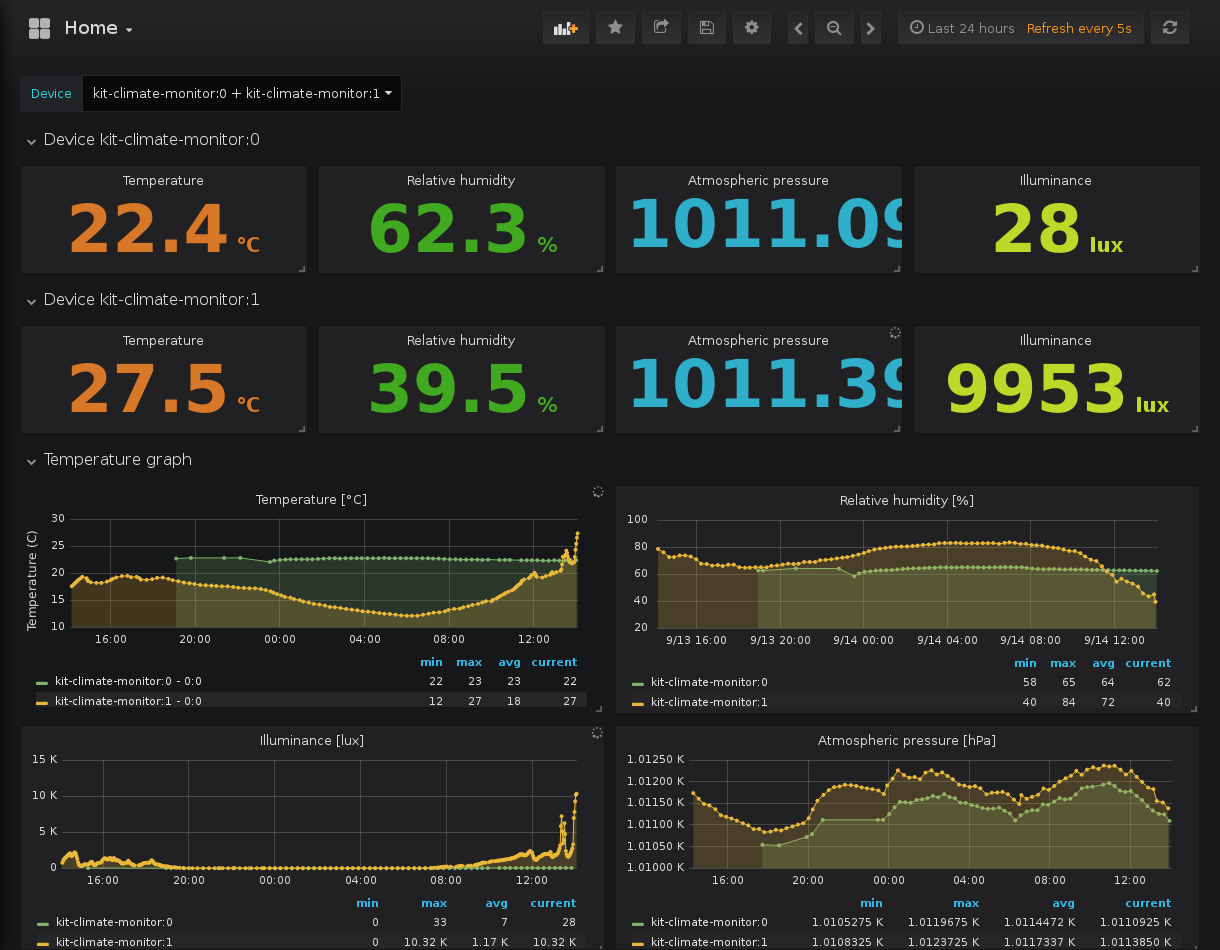 Home
Last 24 hours Refresh every 5s
Device kit-climate-monitor:0 + kit-climate-monitor:1
Device kit-climate-monitor:0
Temperature Relative humidity Atmospheric pressure Illuminance
22.4 °C 62.3 % 1011.09 28 lux
Device kit-climate-monitor:1
Temperature Relative humidity Atmospheric pressure Illuminance
27.5 °C 39.5 % 1011.39 9953 lux
Temperature graph
Temperature [°C]
Temperature (C)
30
25
20
15
10
16:00 20:00 00:00 04:00 08:00 12:00
min max avg current
kit-climate-monitor:0 - 0:0 22 23 23 22
kit-climate-monitor:1 - 0:0 12 27 18 27
Relative humidity [%]
100
80
60
40
20
9/13 16:00 9/13 20:00 9/14 00:00 9/14 04:00 9/14 08:00 9/14 12:00
min max avg current
kit-climate-monitor:0 58 65 64 62
kit-climate-monitor:1 40 84 72 40
Illuminance [lux]
15 K
10 K
5 K
0
16:00 20:00 00:00 04:00 08:00 12:00
min max avg current
kit-climate-monitor:0 0 33 7 28
kit-climate-monitor:1 0 10.32 K 1.17 K 10.32 K
Atmospheric pressure [hPa]
1.01250 K
1.01200 K
1.01150 K
1.01100 K
1.01050 K
1.01000 K
16:00 20:00 00:00 04:00 08:00 12:00
min max avg current
kit-climate-monitor:0 1.0105275 K 1.0119675 K 1.0114472 K 1.0110925 K
kit-climate-monitor:1 1.0108325 K 1.0123725 K 1.0117337 K 1.0113850 K